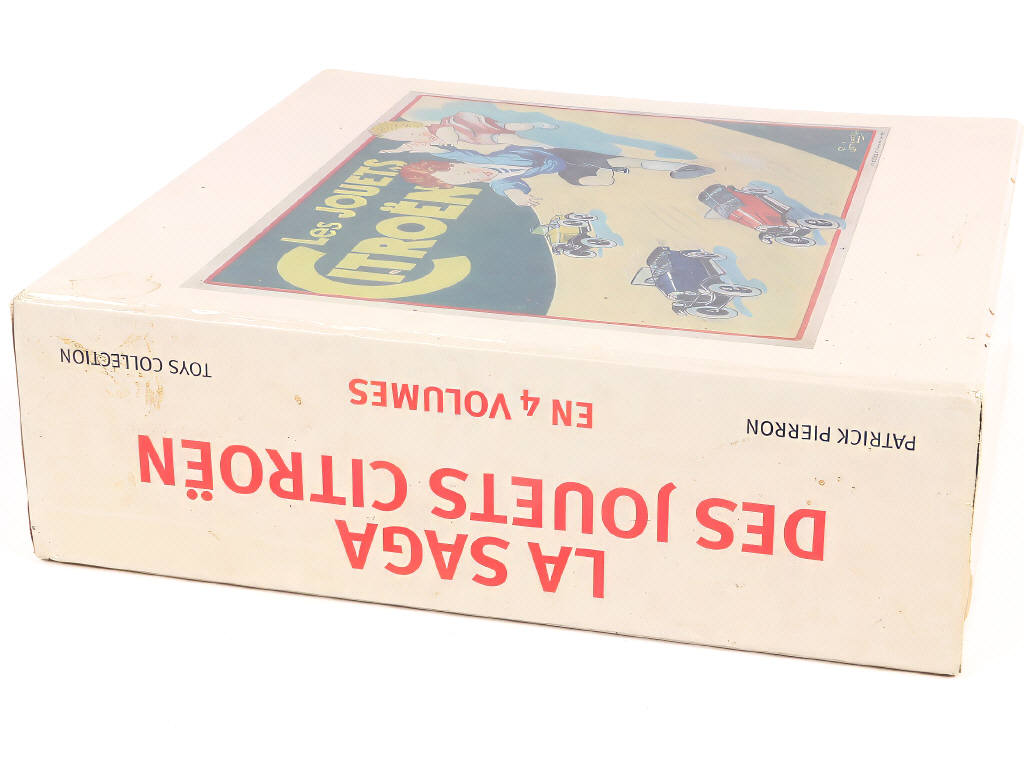 Les JOUETS
CITROËN
LA SAGA
DES JOUETS CITROËN
EN 4 VOLUMES
PATRICK PIERRON
TOYS COLLECTION